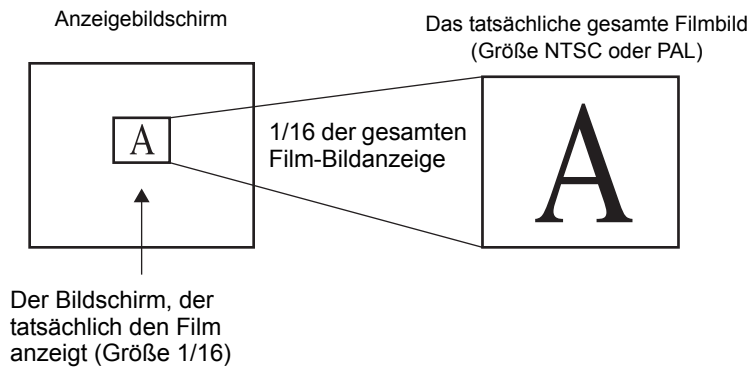 Anzeigebildschirm
Das tatsächliche gesamte Filmbild
(Größe NTSC oder PAL)
A
1/16 der gesamten
Film-Bildanzeige
A
Der Bildschirm, der
tatsächlich den Film
anzeigt (Größe 1/16)